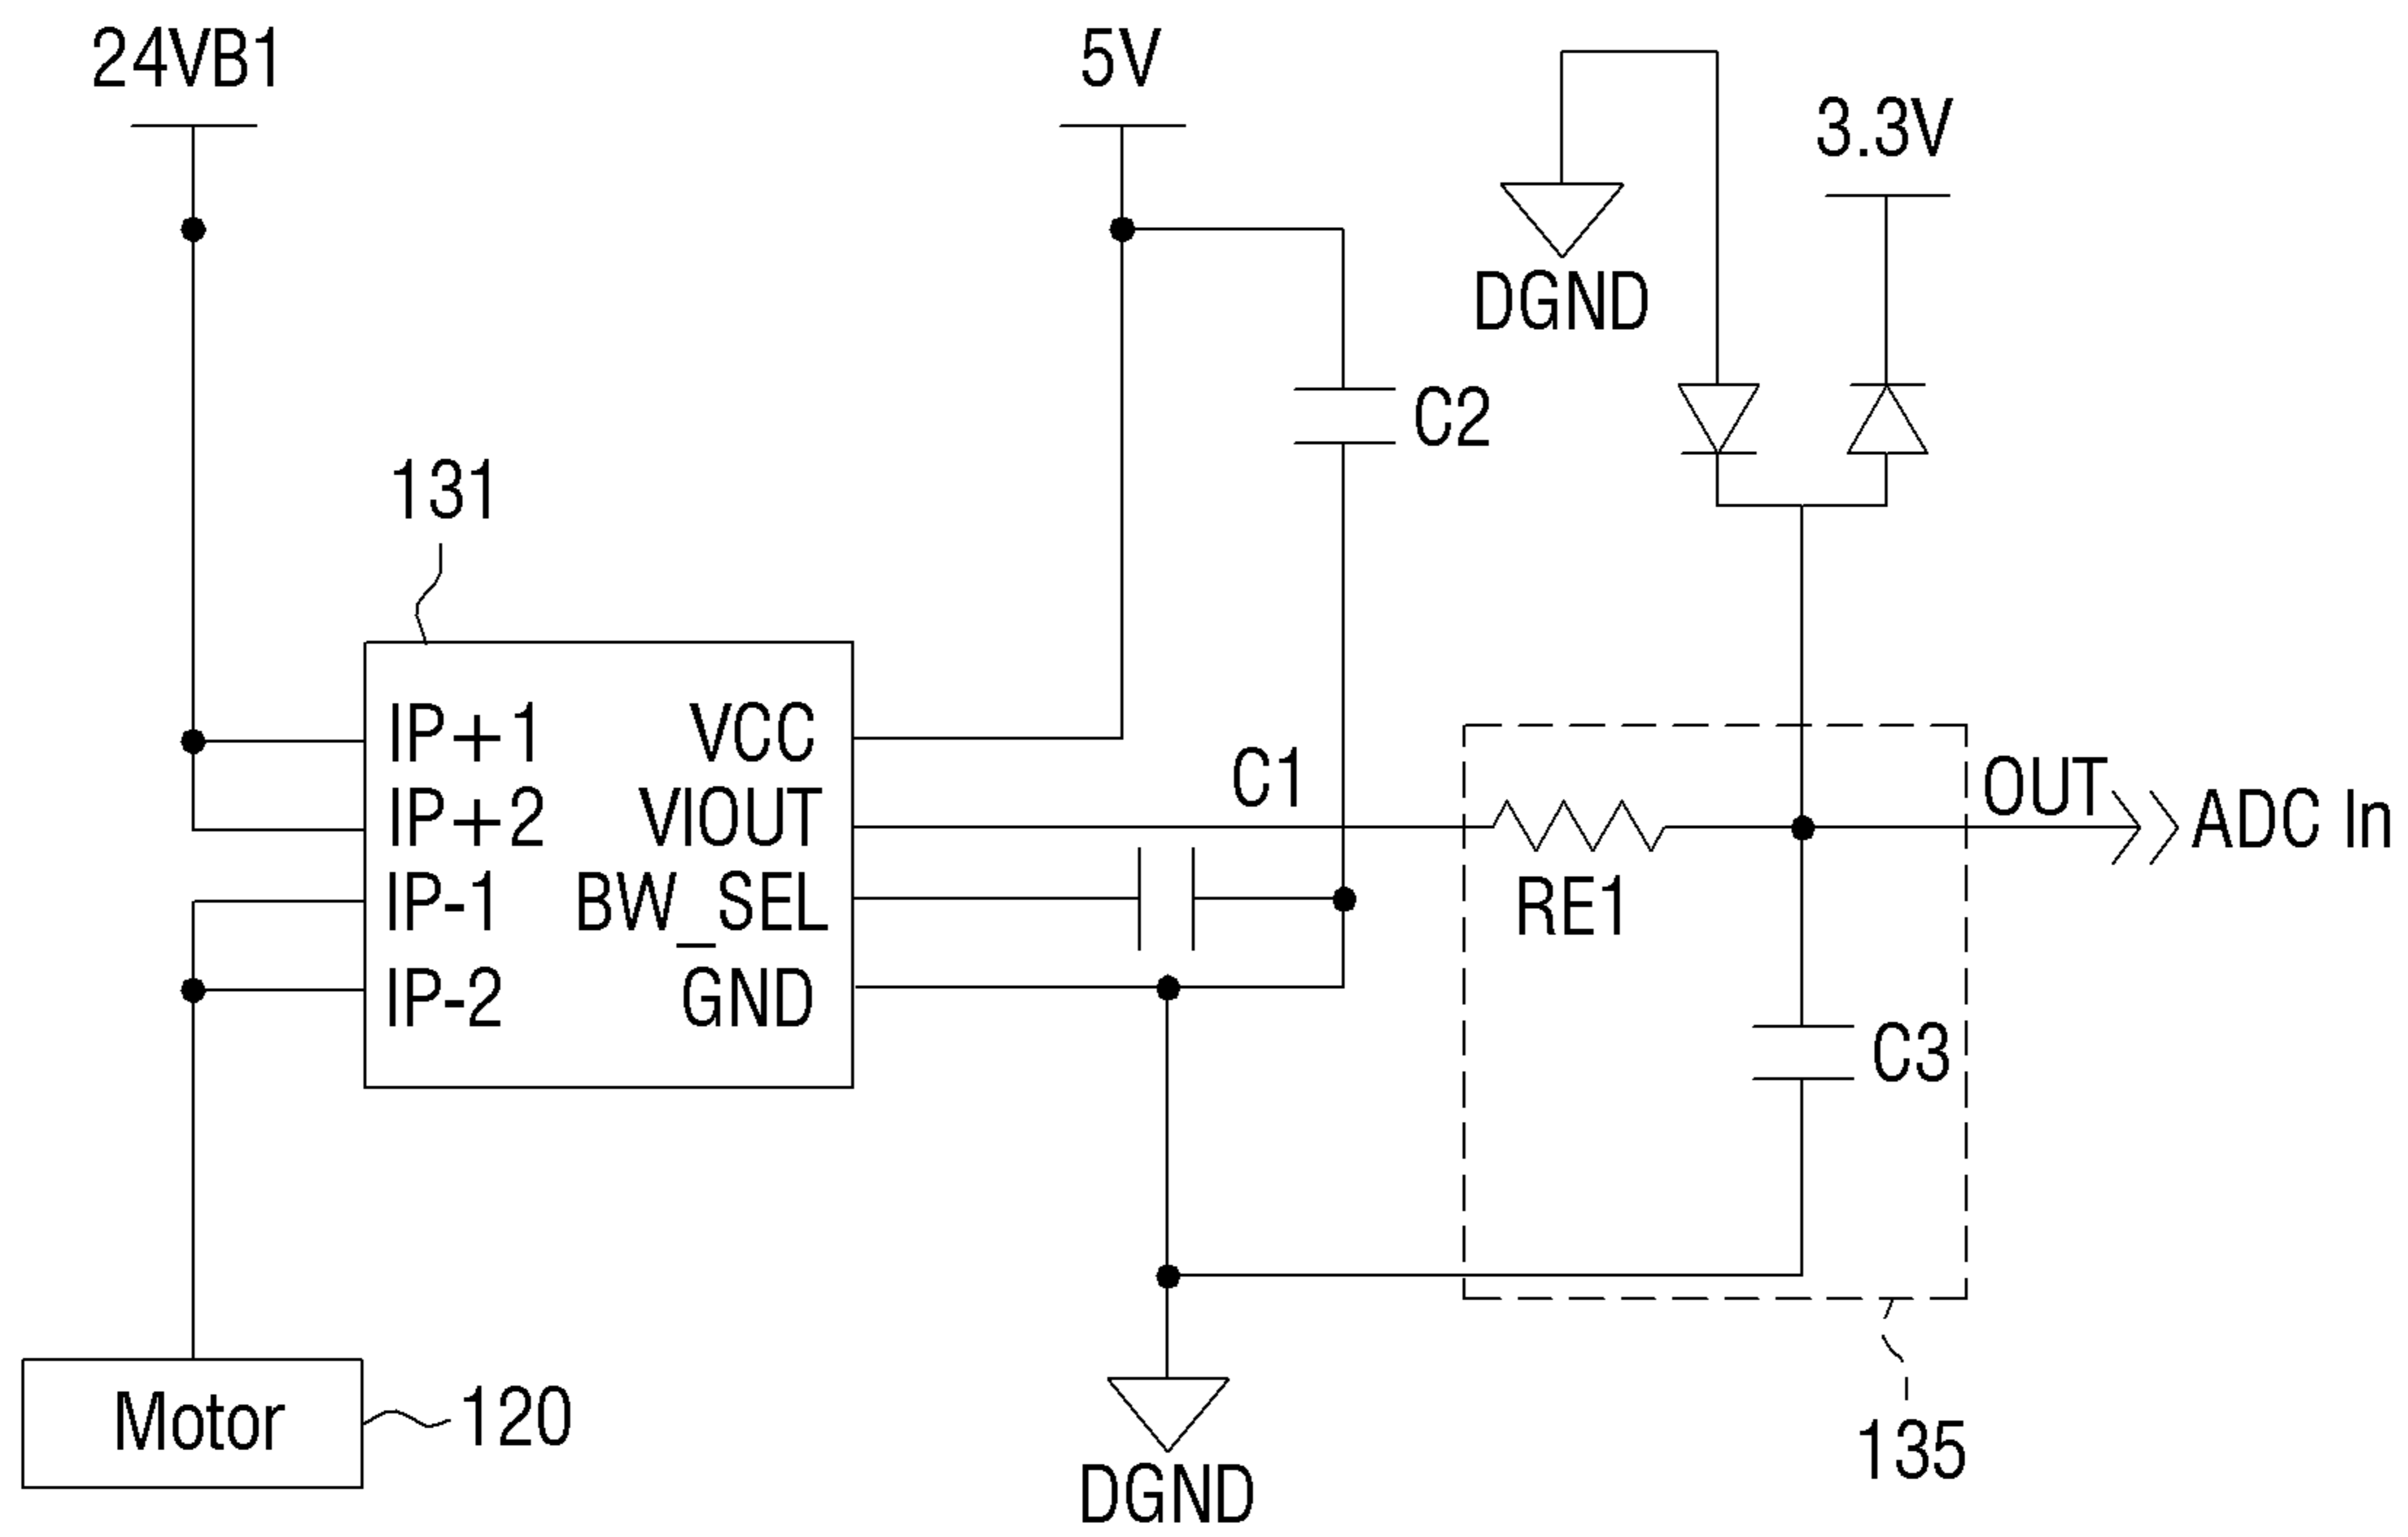 24VB1
5V
3.3V
DGND
C2
131
IP+1 VCC
IP+2 VIOUT
IP-1 BW_SEL
IP-2 GND
C1
OUT
ADC In
RE1
C3
Motor
120
DGND
135